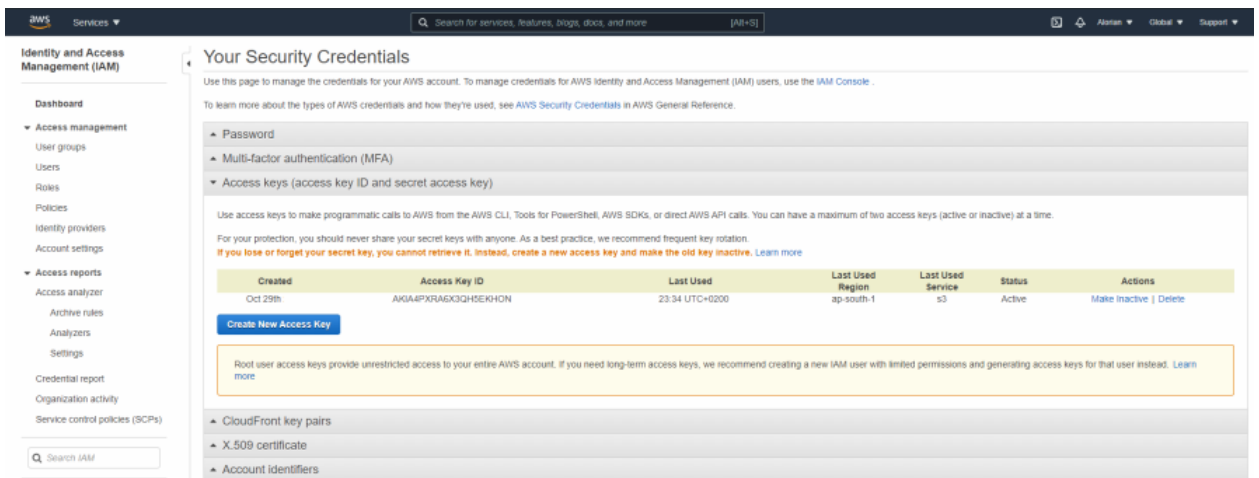 aws Services ▼ Search for services, features, blogs, docs, and more [Alt+S] Global ▼ Support ▼
Identity and Access
Management (IAM)
Dashboard
Access management
User groups
Users
Roles
Policies
Identity providers
Account settings
Access reports
Access analyzer
Archive rules
Analyzers
Settings
Credential report
Organization activity
Service control policies (SCPs)
Search IAM
Your Security Credentials
Use this page to manage the credentials for your AWS account. To manage credentials for AWS Identity and Access Management (IAM) users, use the IAM Console .
To learn more about the types of AWS credentials and how they're used, see AWS Security Credentials in AWS General Reference.
Password
Multi-factor authentication (MFA)
Access keys (access key ID and secret access key)
Use access keys to make programmatic calls to AWS from the AWS CLI, Tools for PowerShell, AWS SDKs, or direct AWS API calls. You can have a maximum of two access keys (active or inactive) at a time.
For your protection, you should never share your secret keys with anyone. As a best practice, we recommend frequent key rotation.
If you lose or forget your secret key, you cannot retrieve it. Instead, create a new access key and make the old key inactive. Learn more
Created Access Key ID Last Used Last Used Region Last Used Service Status Actions
Oct 29th AKIA4PXRA6X3QH5EKHON 23:34 UTC+0200 ap-south-1 s3 Active Make Inactive | Delete
Create New Access Key
Root user access keys provide unrestricted access to your entire AWS account. If you need long-term access keys, we recommend creating a new IAM user with limited permissions and generating access keys for that user instead. Learn
more
CloudFront key pairs
X.509 certificate
Account identifiers